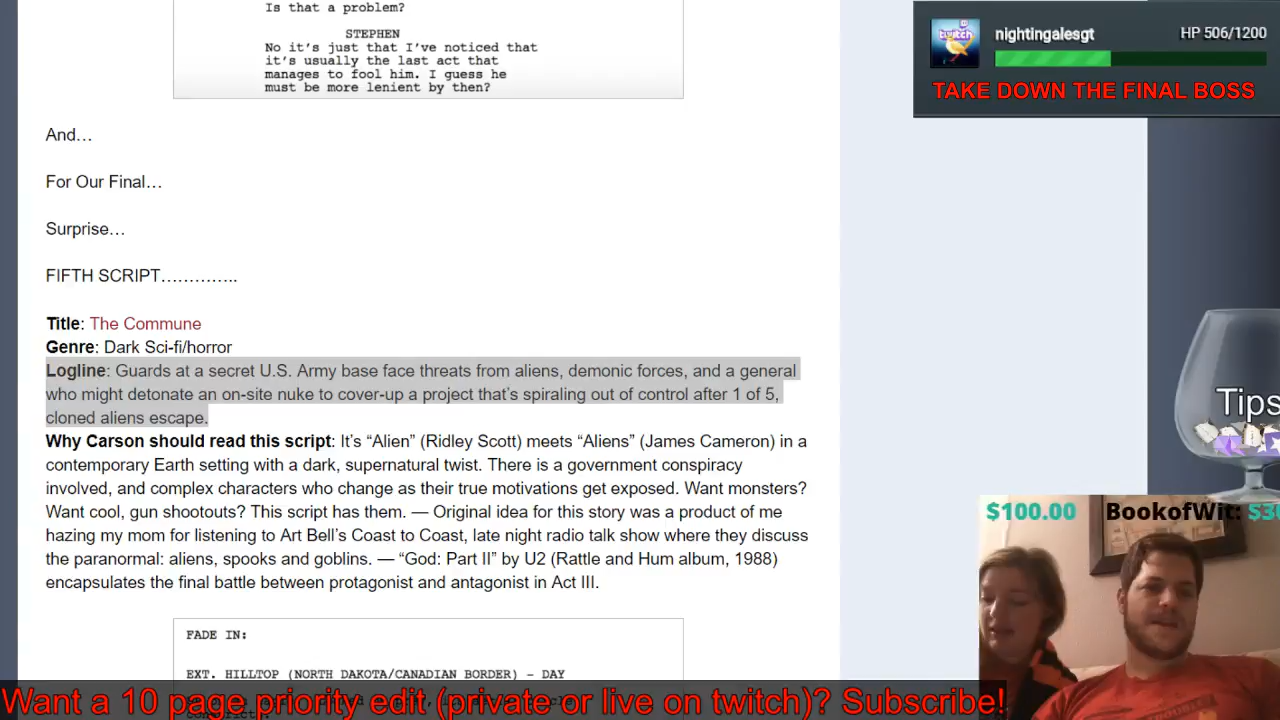 Is that a problem?
STEPHEN
No it's just that I've noticed that
it's usually the last act that
manages to fool him. I guess he
must be more lenient by then?
And…
For Our Final…
Surprise…
FIFTH SCRIPT…………..
Title: The Commune
Genre: Dark Sci-fi/horror
Logline: Guards at a secret U.S. Army base face threats from aliens, demonic forces, and a general
who might detonate an on-site nuke to cover-up a project that’s spiraling out of control after 1 of 5,
cloned aliens escape.
Why Carson should read this script: It’s “Alien” (Ridley Scott) meets “Aliens” (James Cameron) in a
contemporary Earth setting with a dark, supernatural twist. There is a government conspiracy
involved, and complex characters who change as their true motivations get exposed. Want monsters?
Want cool, gun shootouts? This script has them. — Original idea for this story was a product of me
hazing my mom for listening to Art Bell’s Coast to Coast, late night radio talk show where they discuss
the paranormal: aliens, spooks and goblins. — “God: Part II” by U2 (Rattle and Hum album, 1988)
encapsulates the final battle between protagonist and antagonist in Act III.
FADE IN:
EXT. HILLTOP (NORTH DAKOTA/CANADIAN BORDER) - DAY
twitch
nightingalesgt
HP 506/1200
TAKE DOWN THE FINAL BOSS
Tips
$100.00
BookofWit: $30
Want a 10 page priority edit (private or live on twitch)? Subscribe!